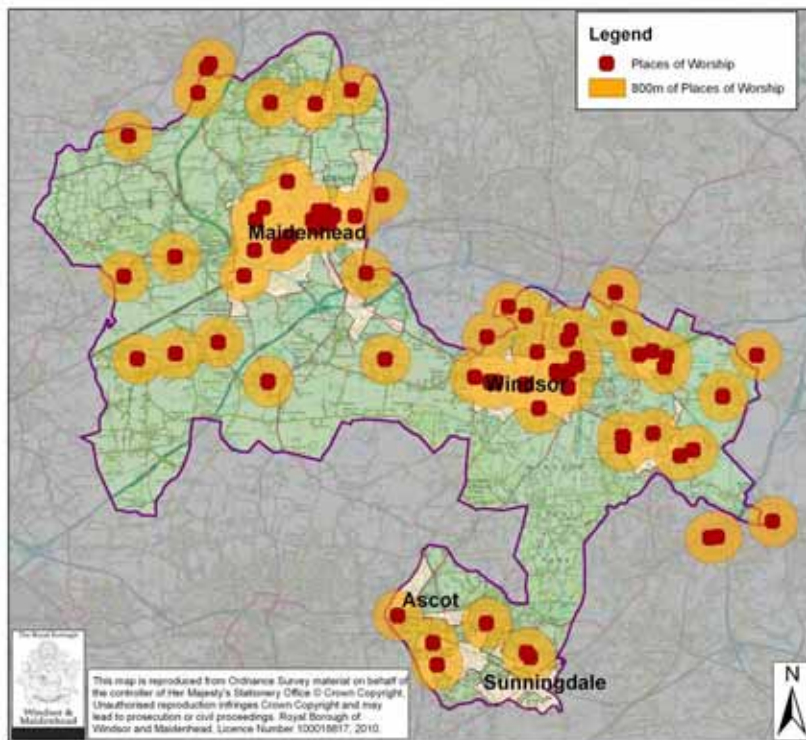 Legend
Places of Worship
800m of Places of Worship
Maidenhead
Windsor
Ascot
Sunningdale
The Royal Borough
Windsor &
Maidenhead
This map is reproduced from Ordnance Survey material on behalf of
the controller of Her Majesty's Stationery Office © Crown Copyright.
Unauthorised reproduction infringes Crown Copyright and may
lead to prosecution or civil proceedings. Royal Borough of
Windsor and Maidenhead, Licence Number 100018817, 2010.
N